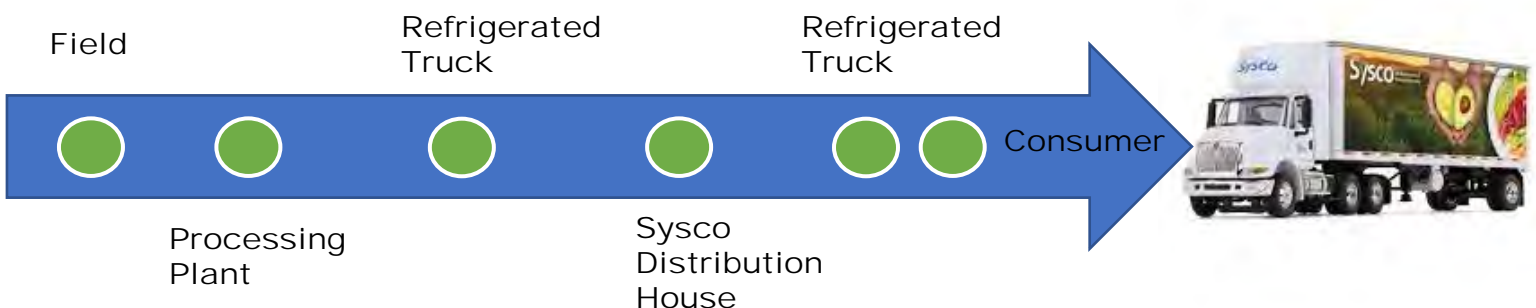 Field
Refrigerated
Truck
Refrigerated
Truck
Consumer
Processing
Plant
Sysco
Distribution
House
Sysco
Sysco